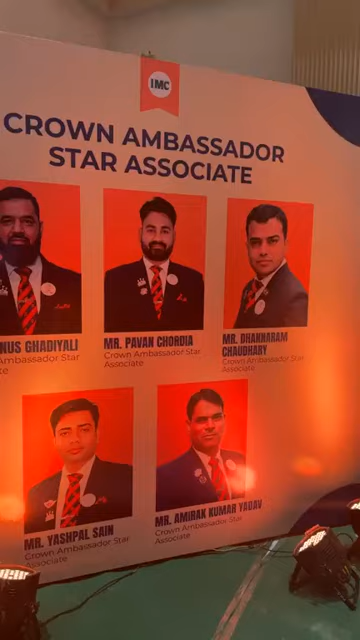 IMC
CROWN AMBASSADOR
STAR ASSOCIATE
NUS GHADIYALI
Ambassador Star
te
MR. PAVAN CHORDIA
Crown Ambassador Star
Associate
MR. DHANNARAM
CHAUDHARY
Crown Ambassador Star
Associate
MR. YASHPAL SAIN
Crown Ambassador Star
Associate
MR. AMIRAK KUMAR YADAV
Crown Ambassador Star
Associate